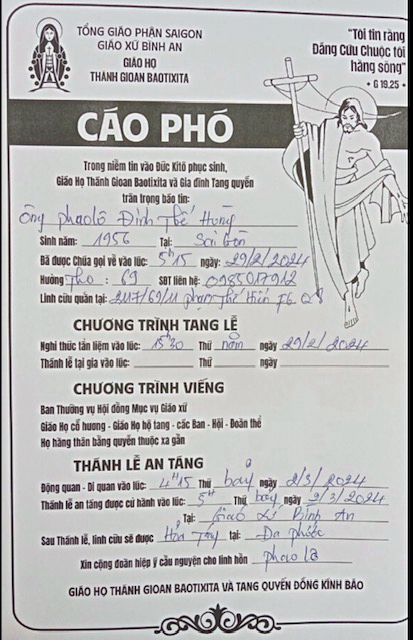 TỔNG GIÁO PHẬN SAIGON
GIÁO XỨ BÌNH AN
GIÁO HỌ
THÁNH GIOAN BAOTIXITA
"Tôi tin rằng
Đấng Cứu Chuộc tôi
hằng sống"
- G 19,25 -
CÁO PHÓ
Trong niềm tin vào Đức Kitô phục sinh,
Giáo Họ Thánh Gioan Baotixita và Gia đình Tang quyến
trân trọng báo tin:
Ông phaolô Đinh Thế Hùng
Sinh năm: 1956 Tại: Sài Gòn
Đã được Chúa gọi về vào lúc: 5h15 ngày: 29/2/2024
Hưởng Thọ: 69 SĐT liên hệ: 0985017912
Linh cữu quàn tại: 2117/69/11 phạm Thế Hiển F6 Q8
CHƯƠNG TRÌNH TANG LỄ
Nghi thức tẩn liệm vào lúc: 15h30 Thứ năm ngày 29/2/2024
Thánh lễ tại gia vào lúc: Thứ ngày
CHƯƠNG TRÌNH VIẾNG
Ban Thường vụ Hội đồng Mục vụ Giáo xứ
Giáo Họ cố hương - Giáo Họ hộ tang - các Ban - Hội - Đoàn thể
Họ hàng thân bằng quyến thuộc xa gần
THÁNH LỄ AN TÁNG
Động quan - Di quan vào lúc: 4h15 Thứ bảy ngày 2/3/2024
Thánh lễ an táng được cử hành vào lúc: 5h Thứ bảy ngày 2/3/2024
Tại: Giáo Xứ Bình An
Sau Thánh lễ, linh cữu sẽ được Hỏa Táng tại: Đa Phước
Xin cộng đoàn hiệp ý cầu nguyện cho linh hồn phaolô
GIÁO HỌ THÁNH GIOAN BAOTIXITA VÀ TANG QUYẾN ĐỒNG KÍNH BÁO